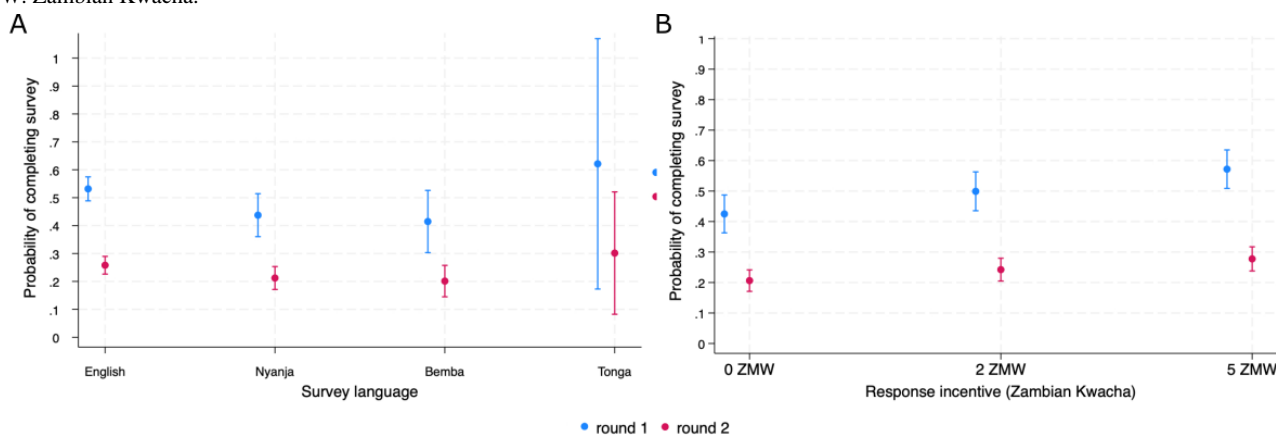 W: Zambian Kwacha.
A
Probability of completing survey
1
.9
.8
.7
.6
.5
.4
.3
.2
.1
0
English Nyanja Bemba Tonga
Survey language
B
Probability of completing survey
1
.9
.8
.7
.6
.5
.4
.3
.2
.1
0
0 ZMW 2 ZMW 5 ZMW
Response incentive (Zambian Kwacha)
round 1 round 2